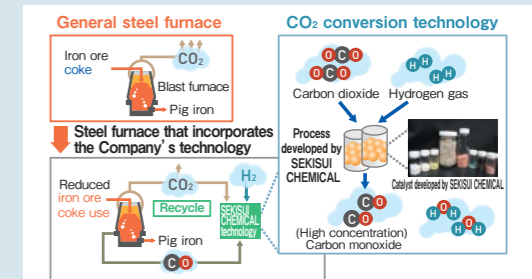 General steel furnace
Iron ore
coke
CO2
Blast furnace
Pig iron
Steel furnace that incorporates
the Company's technology
Reduced
iron ore
coke use
CO2
H2
Recycle
SEKISUI
CHEMICAL
technology
Pig iron
C O
CO2 conversion technology
O C O
O C O
H H
H H
Carbon dioxide
Hydrogen gas
Process
developed by
SEKISUI
CHEMICAL
Catalyst developed by SEKISUI CHEMICAL
C O
C O
(High concentration)
Carbon monoxide
H O H
H O H